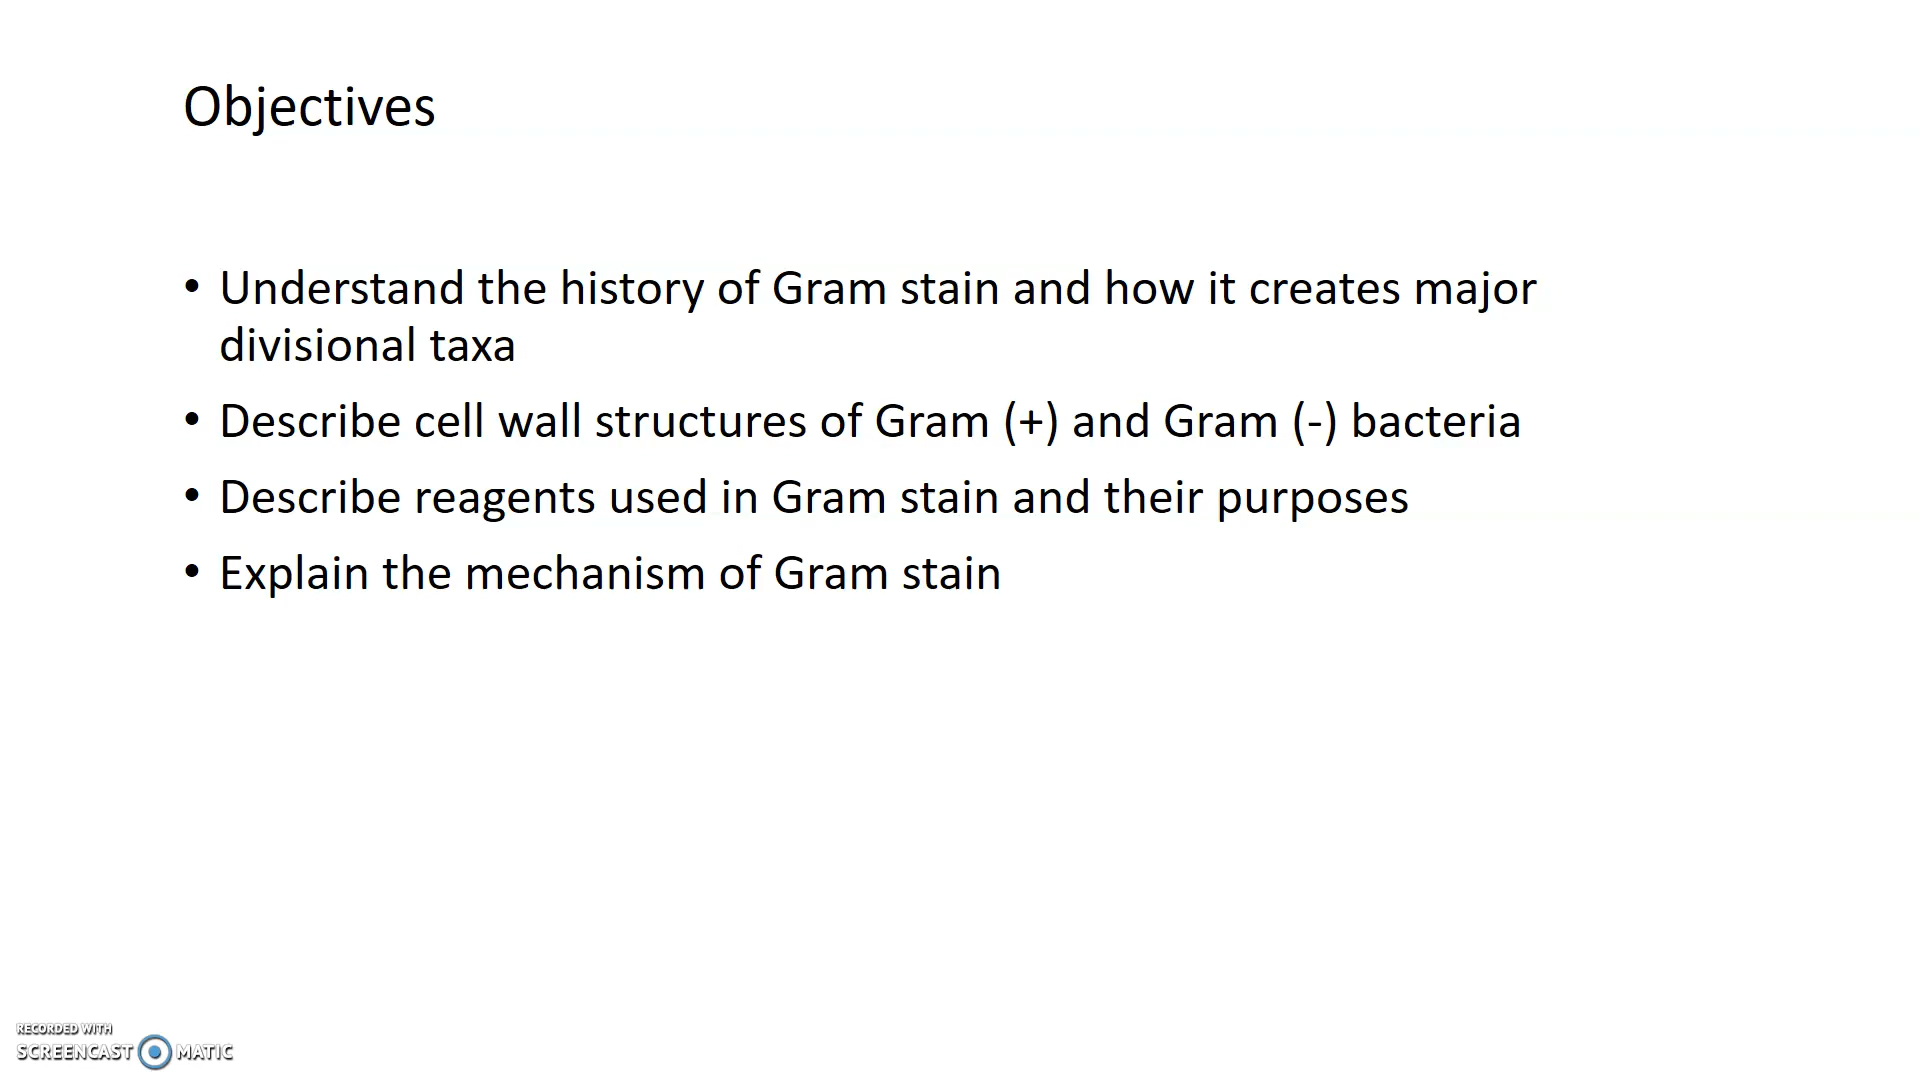 Objectives
• Understand the history of Gram stain and how it creates major
divisional taxa
• Describe cell wall structures of Gram (+) and Gram (-) bacteria
• Describe reagents used in Gram stain and their purposes
• Explain the mechanism of Gram stain
RECORDED WITH
SCREENCAST MATIC